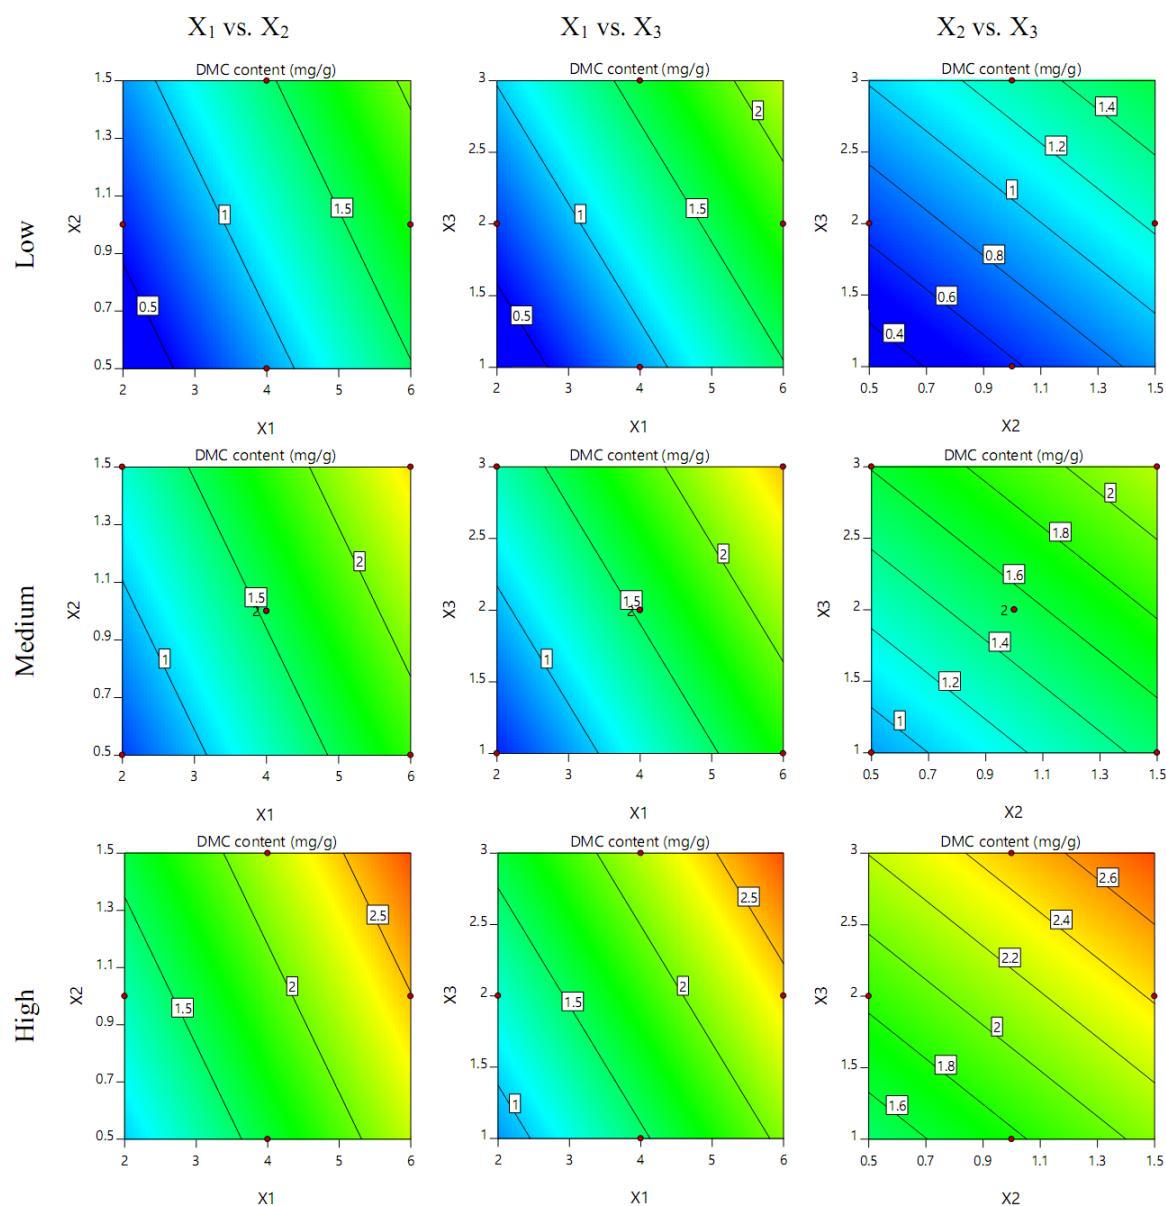 X₁ vs. X₂
X₁ vs. X₃
X₂ vs. X₃
Low
DMC content (mg/g)
1.5
1.3
1.1
0.9
0.7
0.5
X2
1
1.5
0.5
2 3 4 5 6
X1
DMC content (mg/g)
3
2.5
2
1.5
1
X3
2
1.5
1
0.5
2 3 4 5 6
X1
DMC content (mg/g)
3
2.5
2
1.5
1
X3
1.4
1.2
1
0.8
0.6
0.4
0.5 0.7 0.9 1.1 1.3 1.5
X2
Medium
DMC content (mg/g)
1.5
1.3
1.1
0.9
0.7
0.5
X2
2
1.5
2
1
2 3 4 5 6
X1
DMC content (mg/g)
3
2.5
2
1.5
1
X3
2
1.5
2
1
2 3 4 5 6
X1
DMC content (mg/g)
3
2.5
2
1.5
1
X3
2
1.8
1.6
2
1.4
1.2
1
0.5 0.7 0.9 1.1 1.3 1.5
X2
High
DMC content (mg/g)
1.5
1.3
1.1
0.9
0.7
0.5
X2
2.5
2
1.5
2 3 4 5 6
X1
DMC content (mg/g)
3
2.5
2
1.5
1
X3
2.5
2
1.5
1
2 3 4 5 6
X1
DMC content (mg/g)
3
2.5
2
1.5
1
X3
2.6
2.4
2.2
2
1.8
1.6
0.5 0.7 0.9 1.1 1.3 1.5
X2